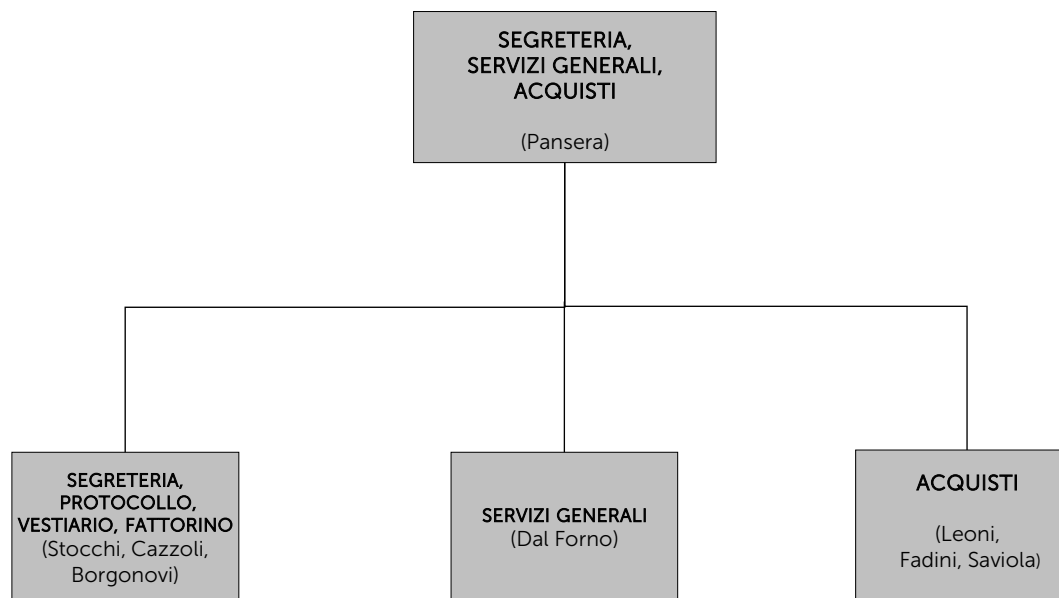 SEGRETERIA,
SERVIZI GENERALI,
ACQUISTI
(Pansera)
SEGRETERIA,
PROTOCOLLO,
VESTIARIO, FATTORINO
(Stocchi, Cazzoli,
Borgonovi)
SERVIZI GENERALI
(Dal Forno)
ACQUISTI
(Leoni,
Fadini, Saviola)